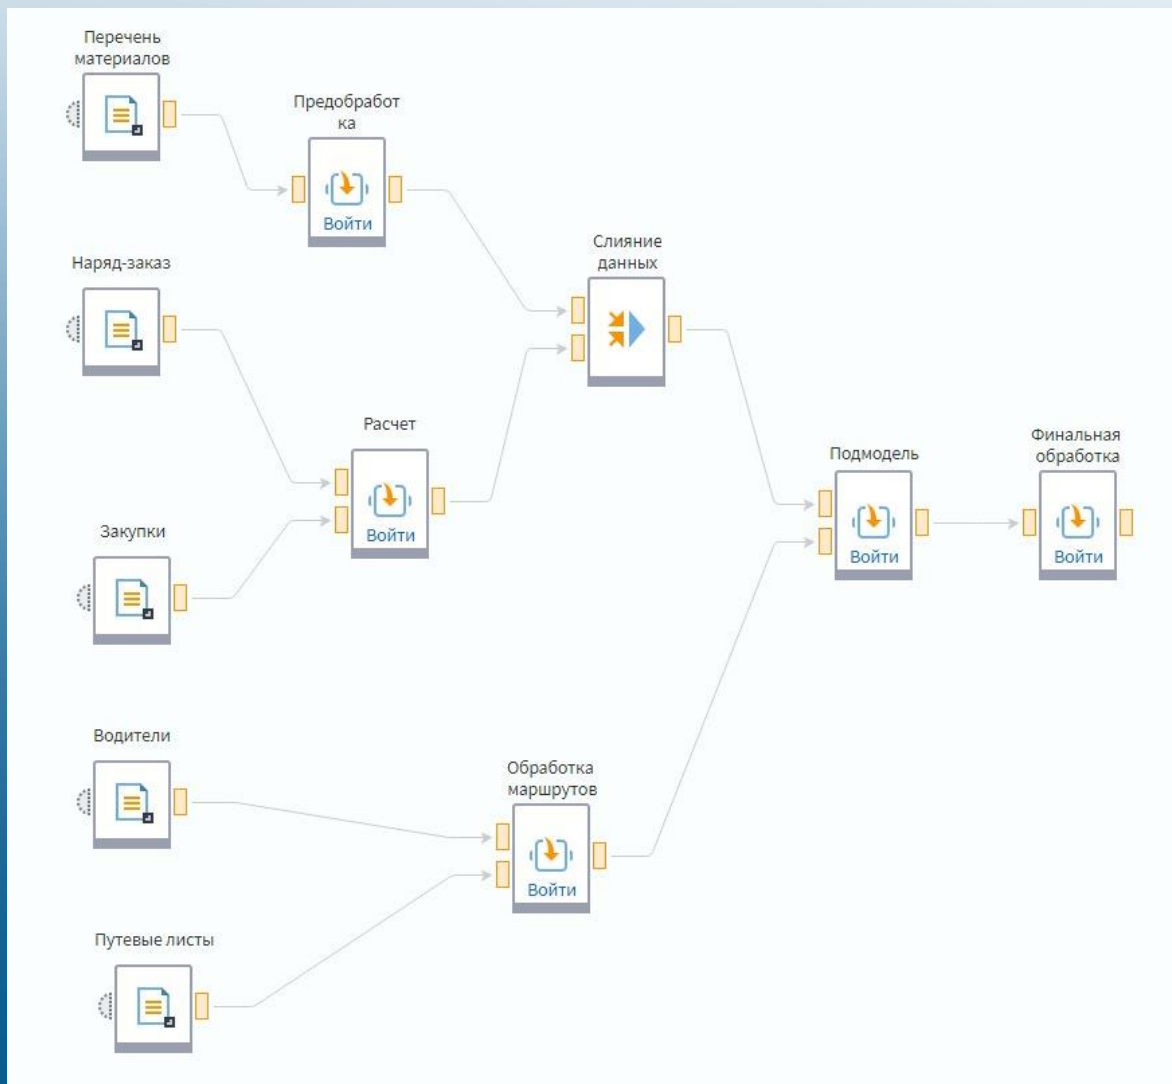 Перечень
материалов
Предобработ
ка
Войти
Слияние
данных
Наряд-заказ
Расчет
Войти
Финальная
обработка
Подмодель
Войти
Войти
Закупки
Водители
Обработка
маршрутов
Войти
Путевые листы